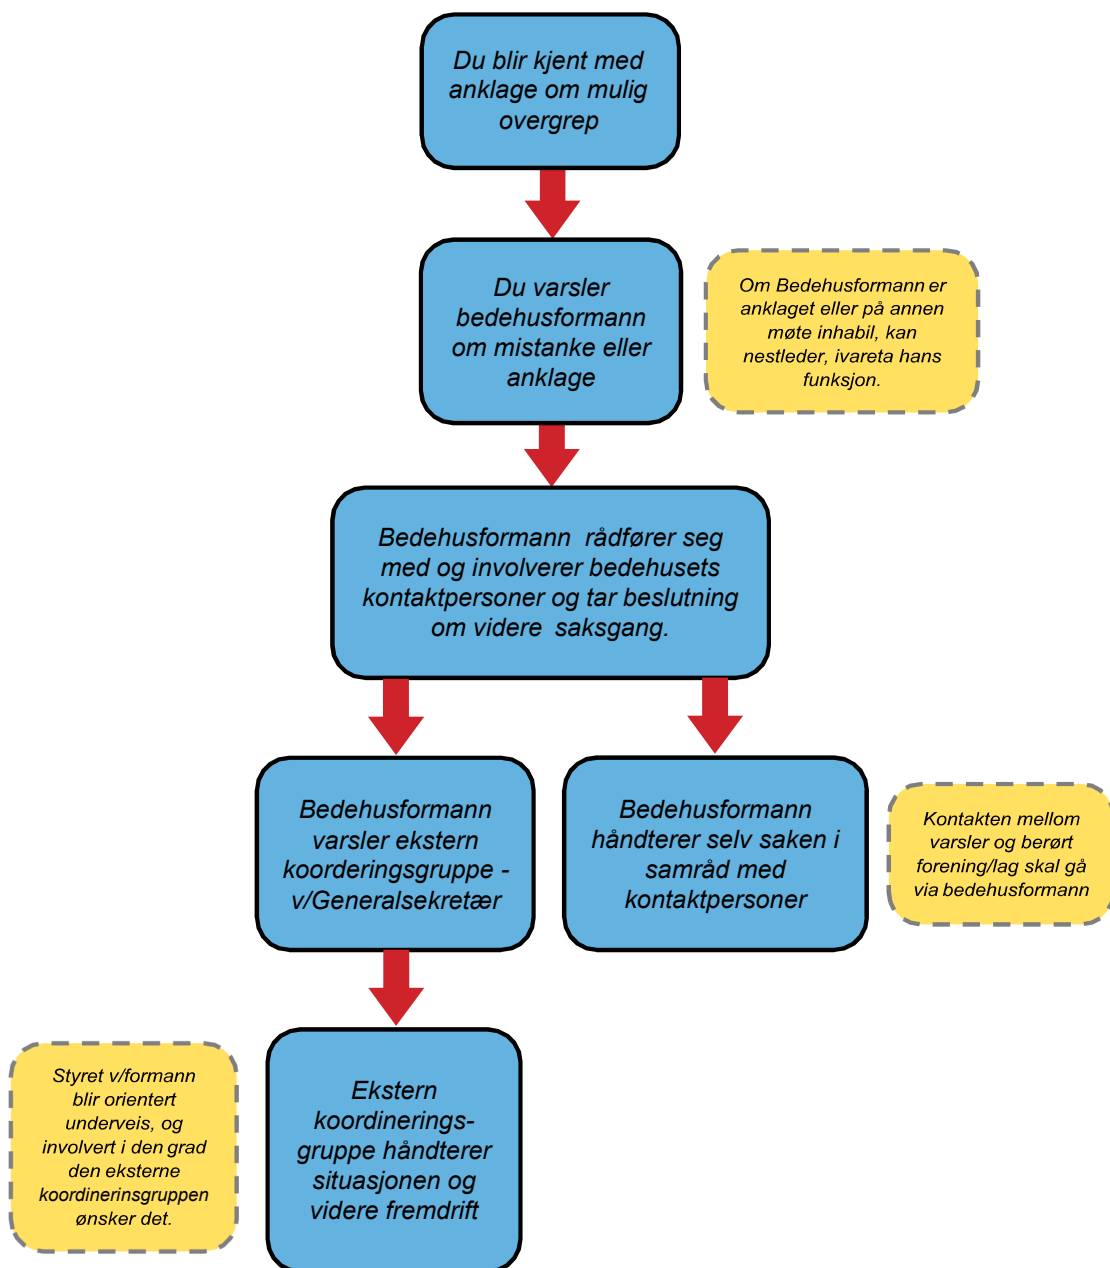 Du blir kjent med
anklage om mulig
overgrep
Du varsler
bedehusformann
om mistanke eller
anklage
Om Bedehusformann er
anklaget eller på annen
møte inhabil, kan
nestleder, ivareta hans
funksjon.
Bedehusformann rådfører seg
med og involverer bedehusets
kontaktpersoner og tar beslutning
om videre saksgang.
Bedehusformann
varsler ekstern
koorderingsgruppe -
v/Generalsekretær
Bedehusformann
håndterer selv saken i
samråd med
kontaktpersoner
Kontakten mellom
varsler og berørt
forening/lag skal gå
via bedehusformann
Styret v/formann
blir orientert
underveis, og
involvert i den grad
den eksterne
koordinerinsgruppen
ønsker det.
Ekstern
koordinerings-
gruppe håndterer
situasjonen og
videre fremdrift